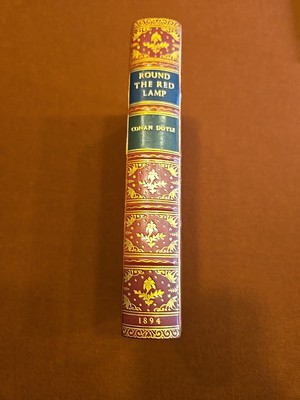 ROUND
THE RED
LAMP
CONAN DOYLE
1894